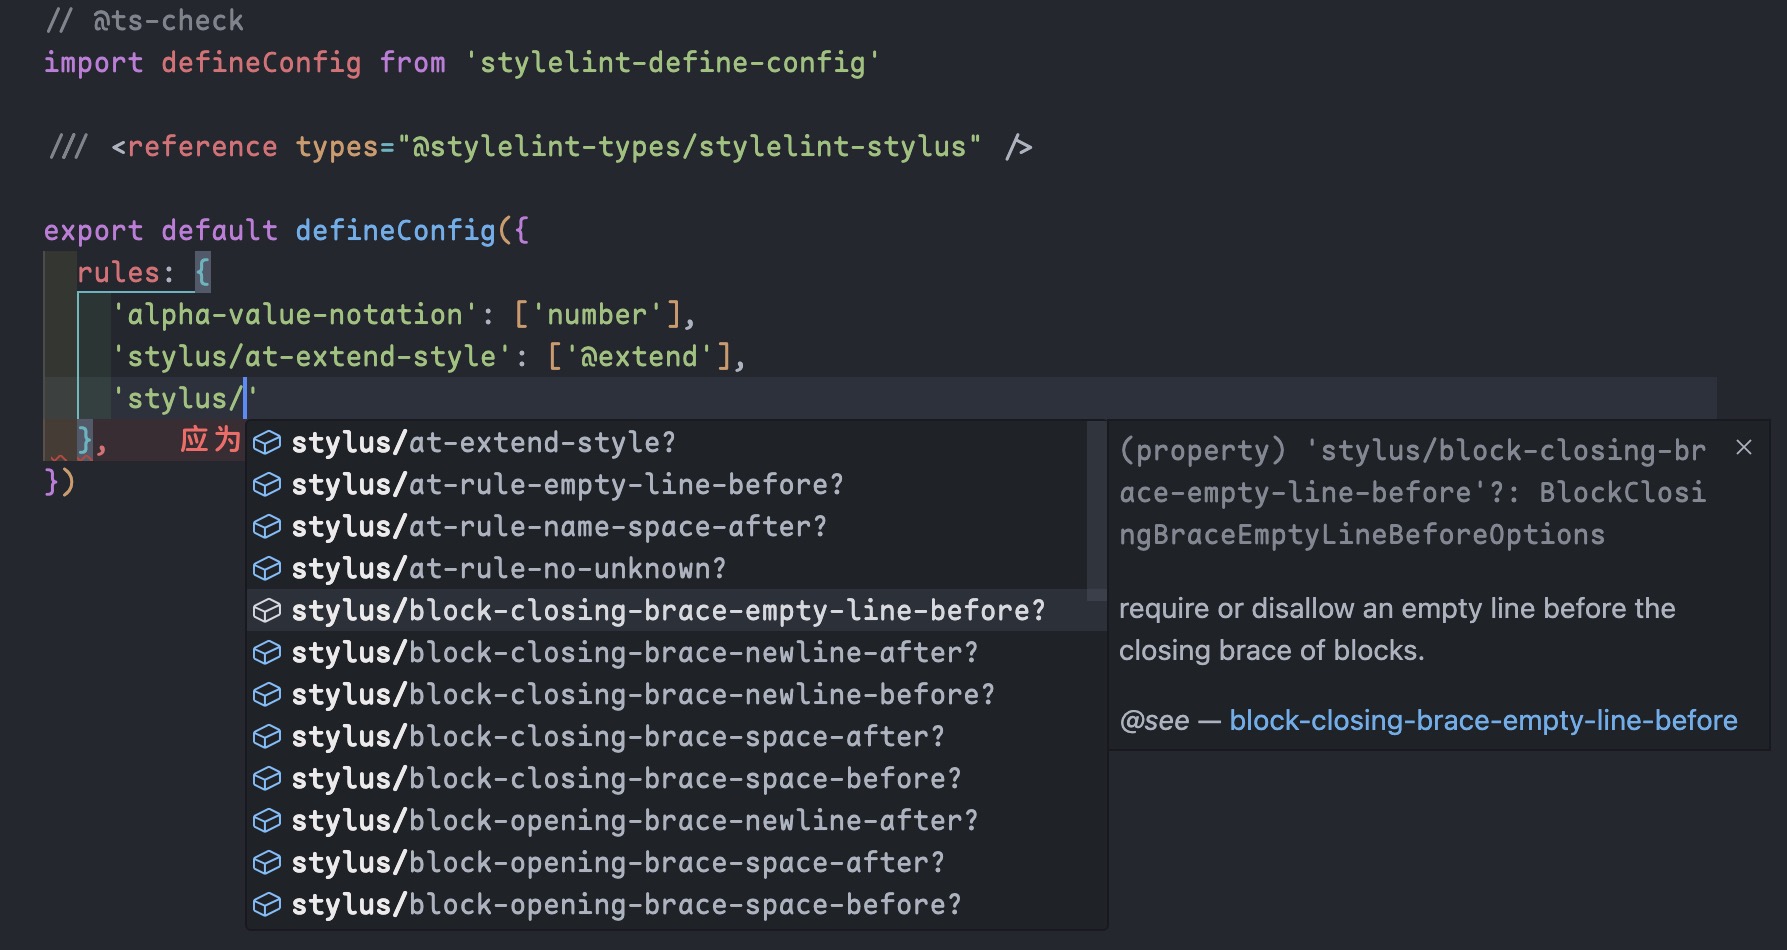 // @ts-check
import defineConfig from 'stylelint-define-config'
/// <reference types="@stylelint-types/stylelint-stylus" />
export default defineConfig({
rules: {
'alpha-value-notation': ['number'],
'stylus/at-extend-style': ['@extend'],
'stylus/'
}, 应为
})
stylus/at-extend-style?
stylus/at-rule-empty-line-before?
stylus/at-rule-name-space-after?
stylus/at-rule-no-unknown?
stylus/block-closing-brace-empty-line-before?
stylus/block-closing-brace-newline-after?
stylus/block-closing-brace-newline-before?
stylus/block-closing-brace-space-after?
stylus/block-closing-brace-space-before?
stylus/block-opening-brace-newline-after?
stylus/block-opening-brace-space-after?
stylus/block-opening-brace-space-before?
(property) 'stylus/block-closing-br
ace-empty-line-before'?: BlockClosi
ngBraceEmptyLineBeforeOptions
require or disallow an empty line before the
closing brace of blocks.
@see — block-closing-brace-empty-line-before